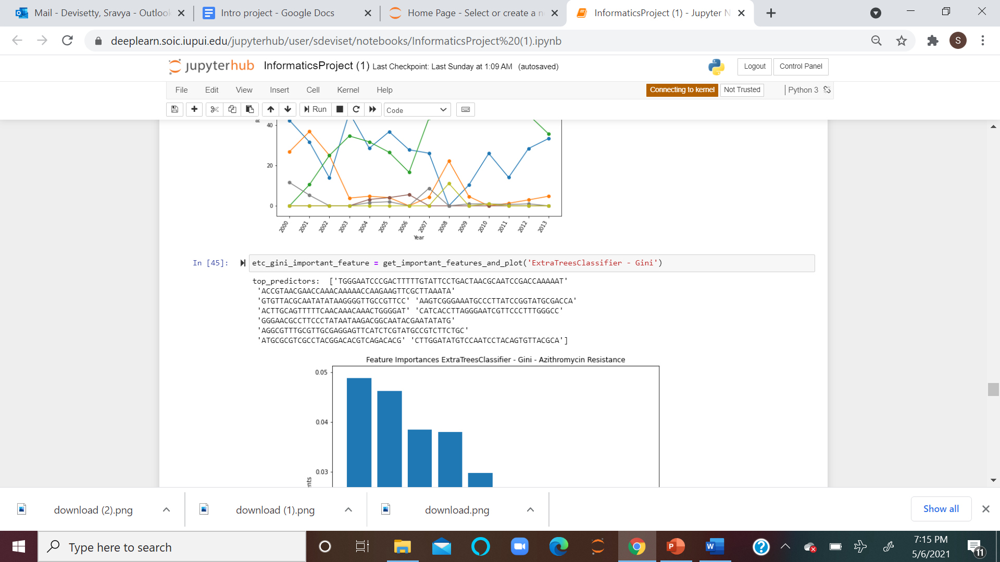 Mail - Devisetty, Sravya - Outlook
Intro project - Google Docs
Home Page - Select or create a n
InformaticsProject (1) - Jupyter N
deeplearn.soic.iupui.edu/jupyterhub/user/sdeviset/notebooks/InformaticsProject%20(1).ipynb
S
jupyterhub InformaticsProject (1) Last Checkpoint: Last Sunday at 1:09 AM (autosaved)
Logout
Control Panel
File Edit View Insert Cell Kernel Help
Connecting to kernel
Not Trusted
Python 3
Run
Code
R
40
20
0
2000 2001 2002 2003 2004 2005 2006 2007 2008 2009 2010 2011 2012 2013
Year
In [45]:
etc_gini_important_feature = get_important_features_and_plot('ExtraTreesClassifier - Gini')
top_predictors:  ['TGGGAATCCCGACTTTTTGTATTCCTGACTAACGCAATCCGACCAAAAAT'
'ACCGTAACGAACCAAACAAAAACCAAGAAGTTCGCTTAAATA'
'GTGTTACGCAATATATAAGGGGTTGCCGTTCC' 'AAGTCGGGAAATGCCCTTATCCGGTATGCGACCA'
'ACTTGCAGTTTTTCAACAAACAAACTGGGGAT' 'CATCACCTTAGGGAATCGTTCCCTTTGGGCC'
'GGGAACGCCTTCCCTATAATAAGACGGCAATACGAATATATG'
'AGGCGTTTGCGTTGCGAGGAGTTCATCTCGTATGCCGTCTTCTGC'
'ATGCGCGTCGCCTACGGACACGTCAGACACG' 'CTTGGATATGTCCAATCCTACAGTGTTACGCA']
Feature Importances ExtraTreesClassifier - Gini - Azithromycin Resistance
0.05
0.04
0.03
nts
download (2).png
download (1).png
download.png
Show all
Type here to search
7:15 PM
5/6/2021
11